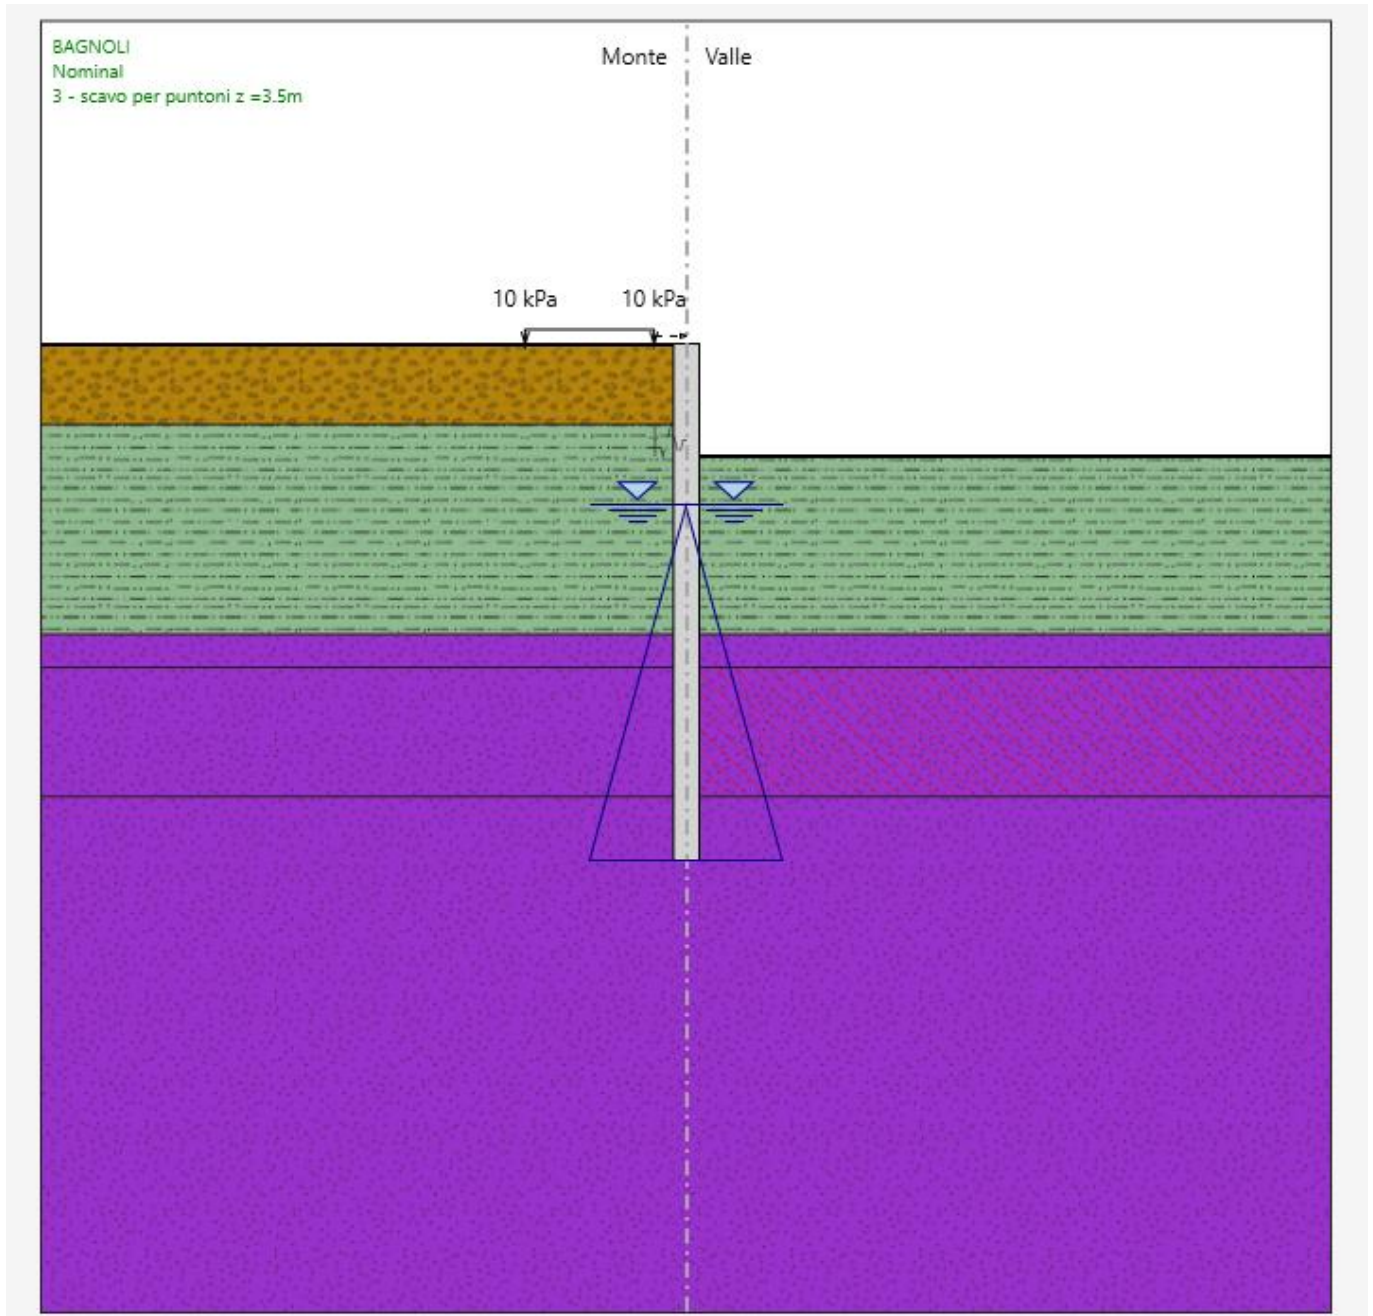 BAGNOLI
Nominal
3 - scavo per puntoni z =3.5m
Monte
Valle
10 kPa
10 kPa